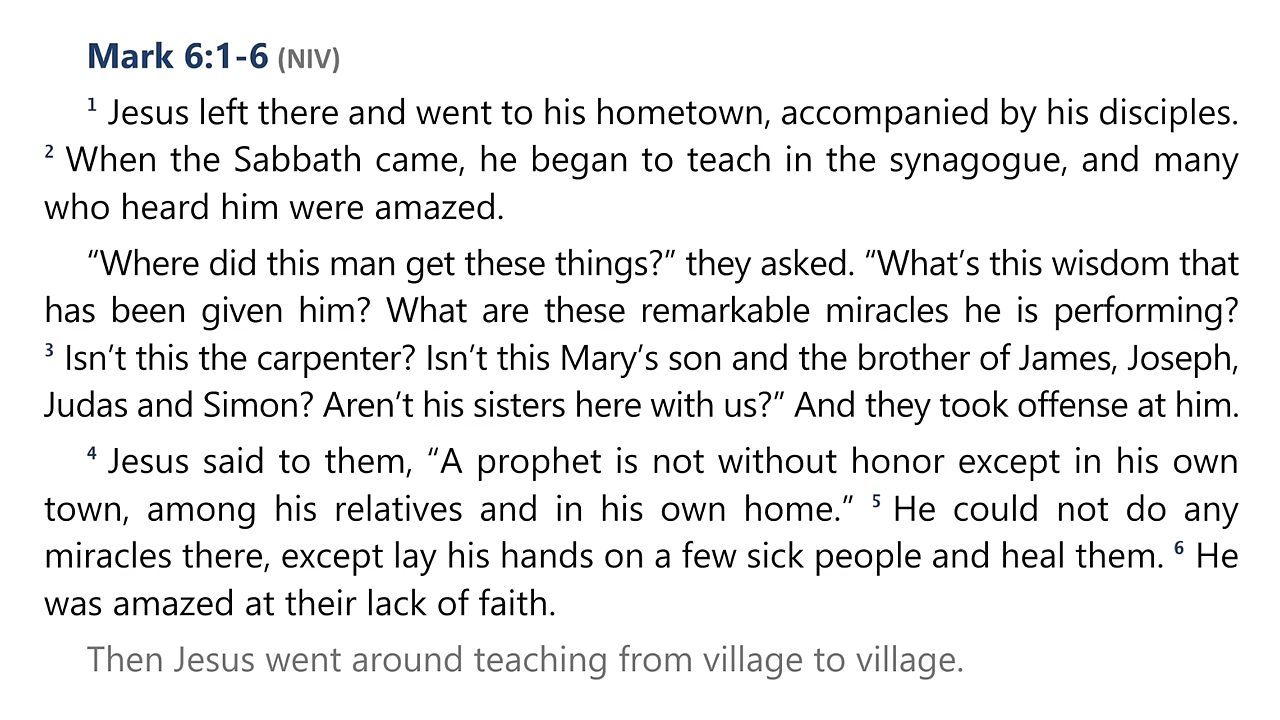 Mark 6:1-6 (NIV)
1 Jesus left there and went to his hometown, accompanied by his disciples.
2 When the Sabbath came, he began to teach in the synagogue, and many
who heard him were amazed.
“Where did this man get these things?” they asked. “What’s this wisdom that
has been given him? What are these remarkable miracles he is performing?
3 Isn’t this the carpenter? Isn’t this Mary’s son and the brother of James, Joseph,
Judas and Simon? Aren’t his sisters here with us?” And they took offense at him.
4 Jesus said to them, “A prophet is not without honor except in his own
town, among his relatives and in his own home.” 5 He could not do any
miracles there, except lay his hands on a few sick people and heal them. 6 He
was amazed at their lack of faith.
Then Jesus went around teaching from village to village.